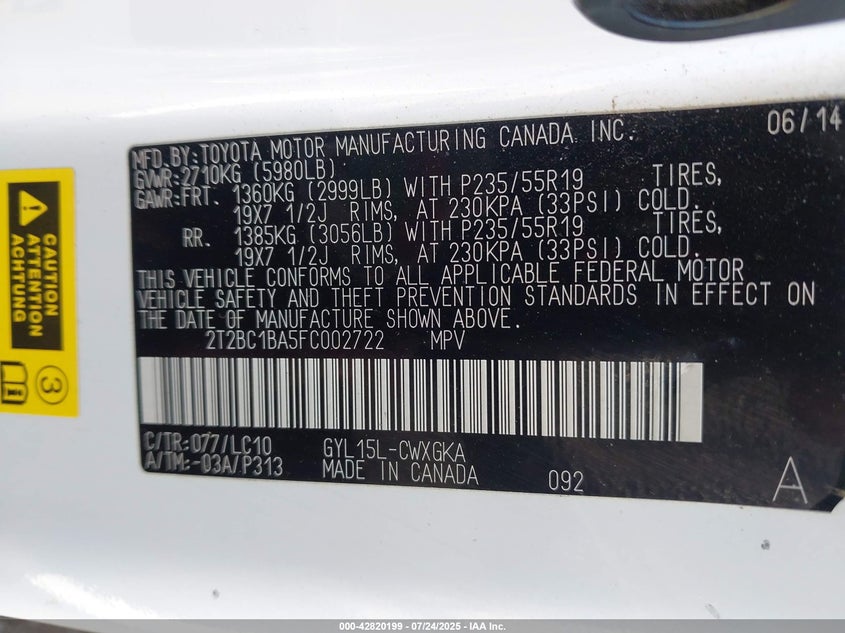 MFD. BY: TOYOTA MOTOR MANUFACTURING CANADA INC. 06/14
GVWR: 2710KG (5980LB)
GAWR: FRT. 1360KG (2999LB) WITH P235/55R19 TIRES,
19X7 1/2J RIMS, AT 230KPA (33PSI) COLD.
RR. 1385KG (3056LB) WITH P235/55R19 TIRES,
19X7 1/2J RIMS, AT 230KPA (33PSI) COLD.
THIS VEHICLE CONFORMS TO ALL APPLICABLE FEDERAL MOTOR
VEHICLE SAFETY AND THEFT PREVENTION STANDARDS IN EFFECT ON
THE DATE OF MANUFACTURE SHOWN ABOVE.
2T2BC1BA5FC002722 MPV
C/TR: 077/LC10 GYL15L-CWXGKA
A/TM: -03A/P313 MADE IN CANADA 092 A
CAUTION
ATTENTION
ACHTUNG
3
000-42820199 - 07/24/2025 - IAA Inc.